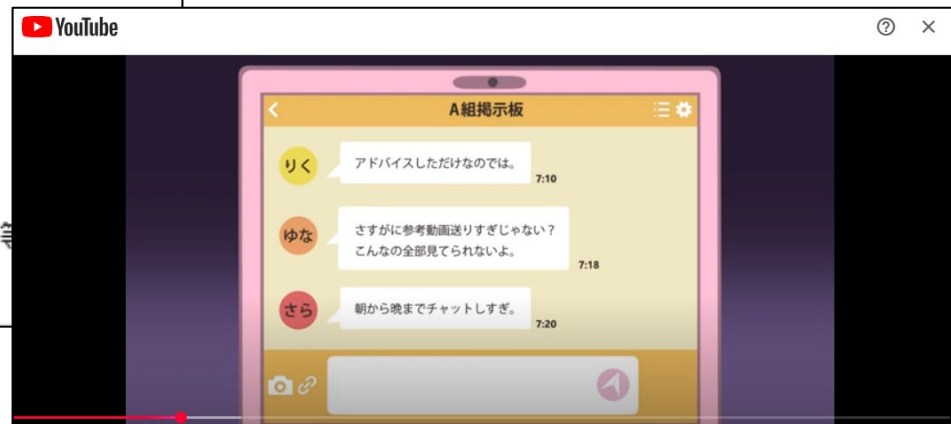 YouTube
A組掲示板
りく
アドバイスしただけなのでは。
7:10
ゆな
さすがに参考動画送りすぎじゃない？
こんなの全部見てられないよ。
7:18
さら
朝から晩までチャットしすぎ。
7:20